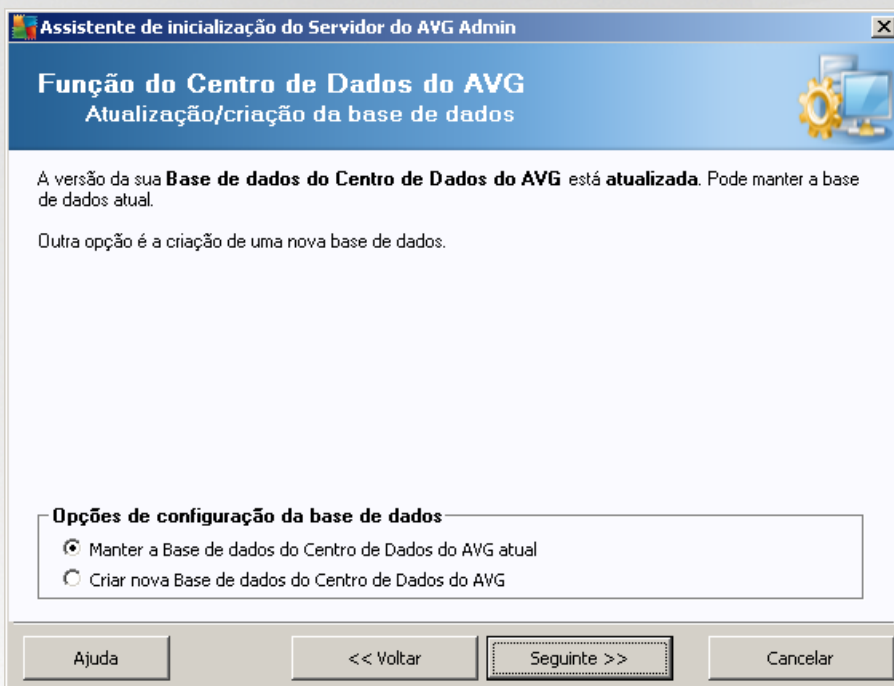 Assistente de inicialização do Servidor do AVG Admin
Função do Centro de Dados do AVG
Atualização/criação da base de dados
A versão da sua Base de dados do Centro de Dados do AVG está atualizada. Pode manter a base
de dados atual.
Outra opção é a criação de uma nova base de dados.
Opções de configuração da base de dados
Manter a Base de dados do Centro de Dados do AVG atual
Criar nova Base de dados do Centro de Dados do AVG
Ajuda
<< Voltar
Seguinte >>
Cancelar